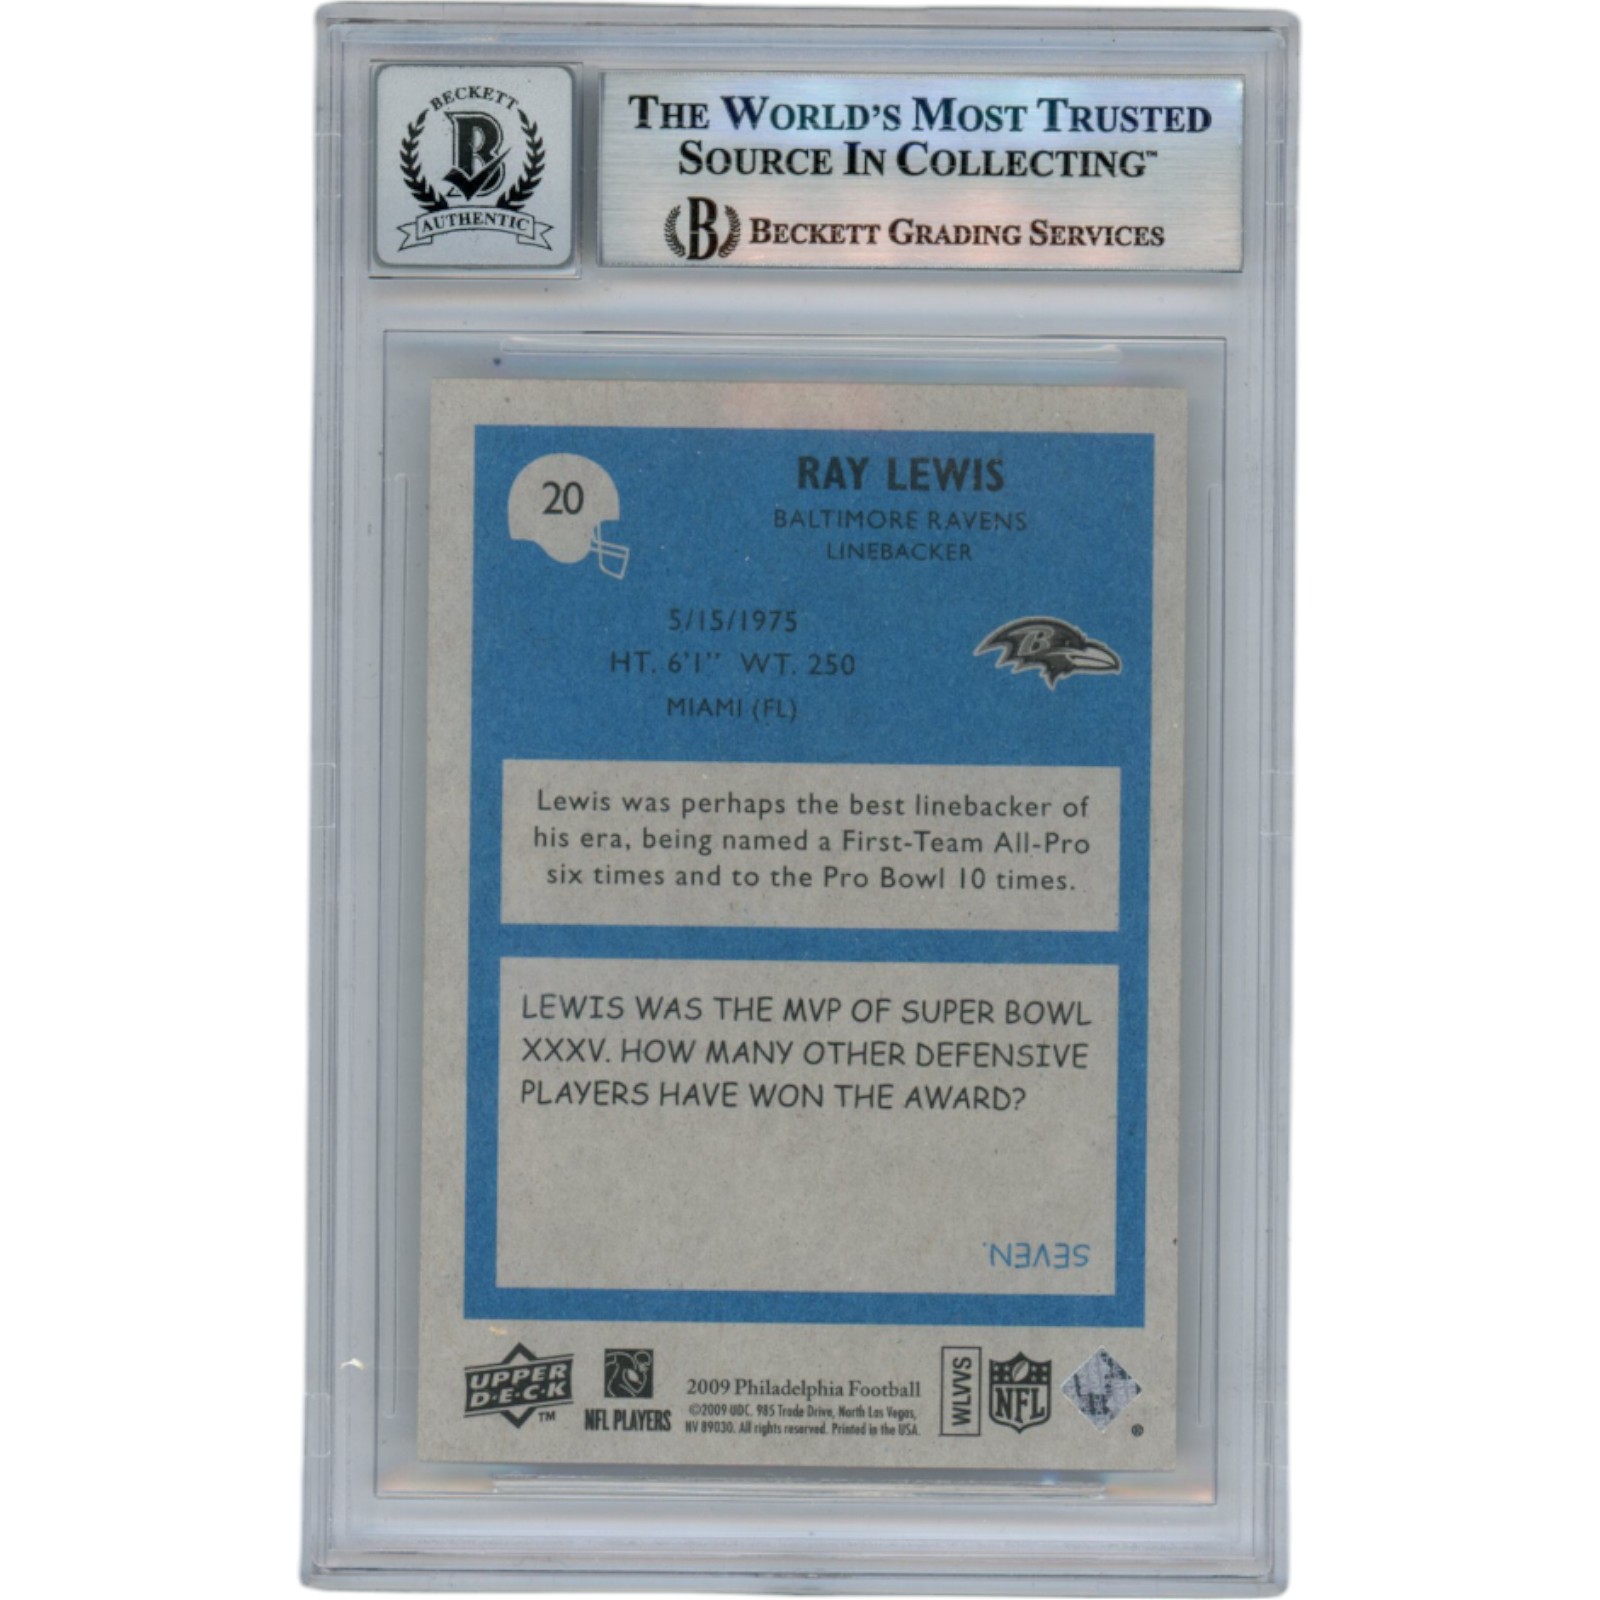 BECKETT
B
AUTHENTIC
THE WORLD'S MOST TRUSTED
SOURCE IN COLLECTING™
B BECKETT GRADING SERVICES
20
RAY LEWIS
BALTIMORE RAVENS
LINEBACKER
5/15/1975
HT. 6'1" WT. 250
MIAMI (FL)
B
Lewis was perhaps the best linebacker of
his era, being named a First-Team All-Pro
six times and to the Pro Bowl 10 times.
LEWIS WAS THE MVP OF SUPER BOWL
XXXV. HOW MANY OTHER DEFENSIVE
PLAYERS HAVE WON THE AWARD?
SEVEN.
UPPER
D·E·C·K
™
NFL PLAYERS
2009 Philadelphia Football
©2009 UDC. 985 Trade Drive, North Las Vegas,
NV 89030. All rights reserved. Printed in the USA.
WLVVS
NFL
®